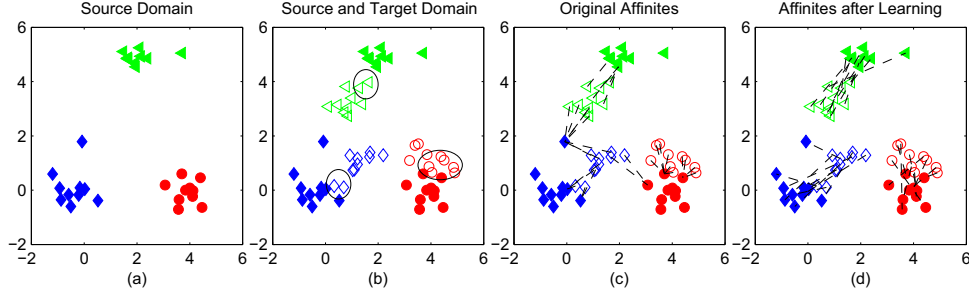 Source Domain
6
4
2
0
−2
−2 0 2 4 6
(a)
Source and Target Domain
6
4
2
0
−2
−2 0 2 4 6
(b)
Original Affinites
6
4
2
0
−2
−2 0 2 4 6
(c)
Affinites after Learning
6
4
2
0
−2
−2 0 2 4 6
(d)